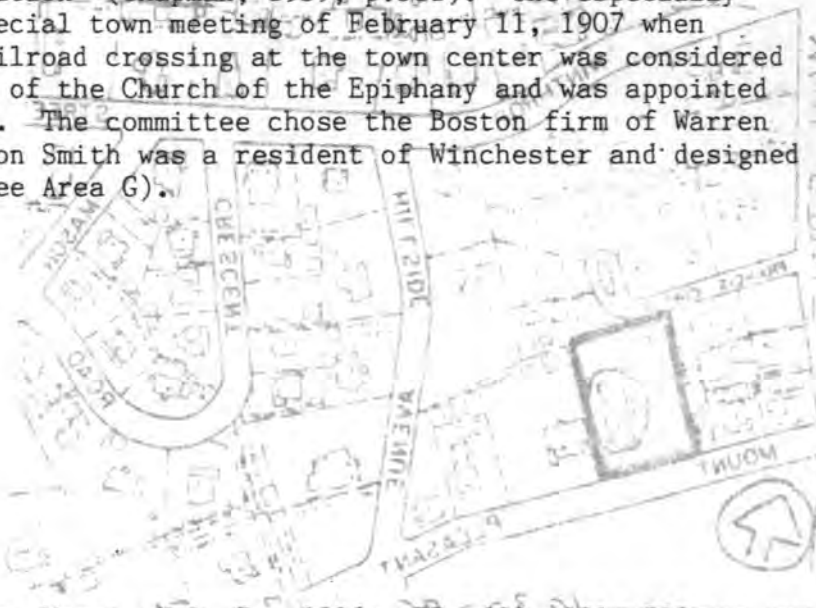 ecial town meeting of February 11, 1907 when
ilroad crossing at the town center was considered
of the Church of the Epiphany and was appointed
. The committee chose the Boston firm of Warren
on Smith was a resident of Winchester and designed
ee Area G).
MASON
CRESCENT
ROAD
HILLSIDE
AVENUE
MOUNT
PLEASANT